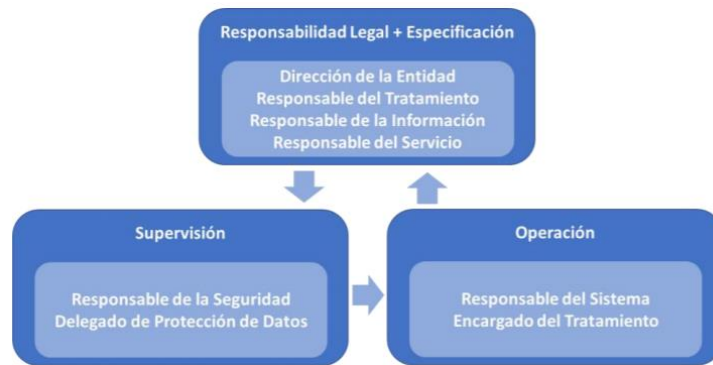 Responsabilidad Legal + Especificación
Dirección de la Entidad
Responsable del Tratamiento
Responsable de la Información
Responsable del Servicio
Supervisión
Responsable de la Seguridad
Delegado de Protección de Datos
Operación
Responsable del Sistema
Encargado del Tratamiento